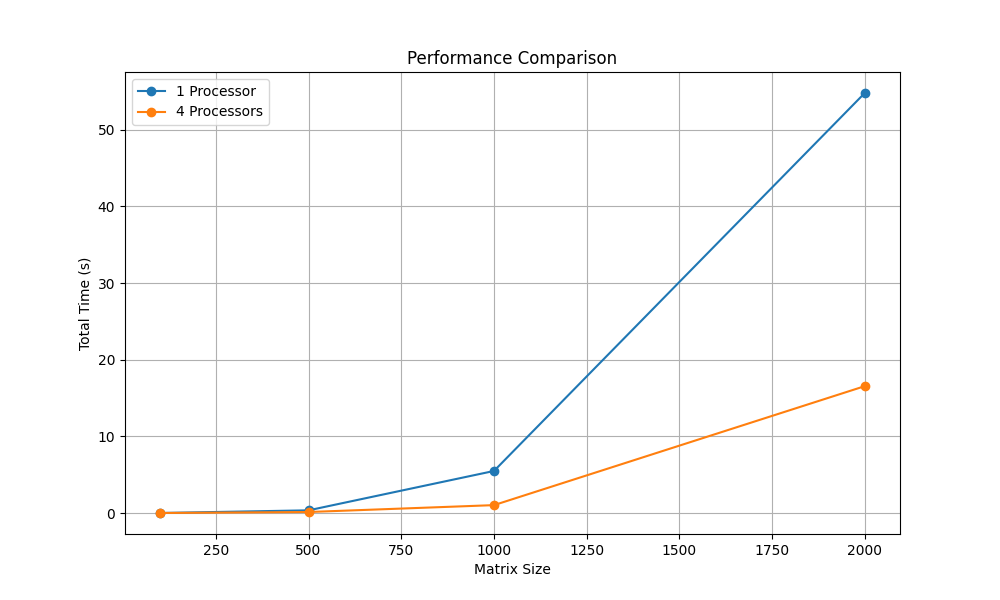 Performance Comparison
1 Processor
4 Processors
Total Time (s)
50
40
30
20
10
0
250 500 750 1000 1250 1500 1750 2000
Matrix Size